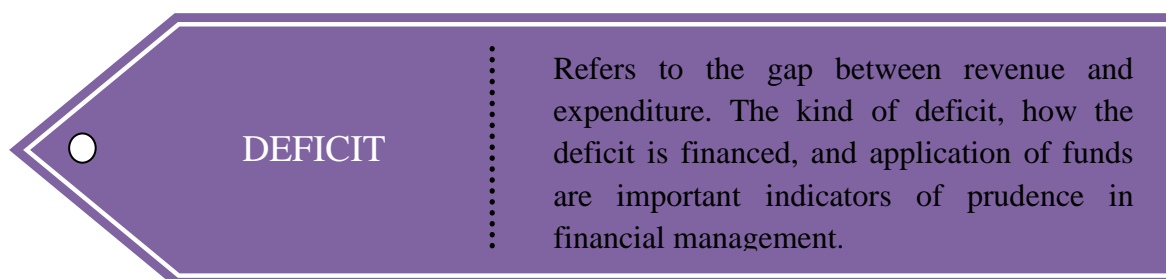 DEFICIT
Refers to the gap between revenue and
expenditure. The kind of deficit, how the
deficit is financed, and application of funds
are important indicators of prudence in
financial management.